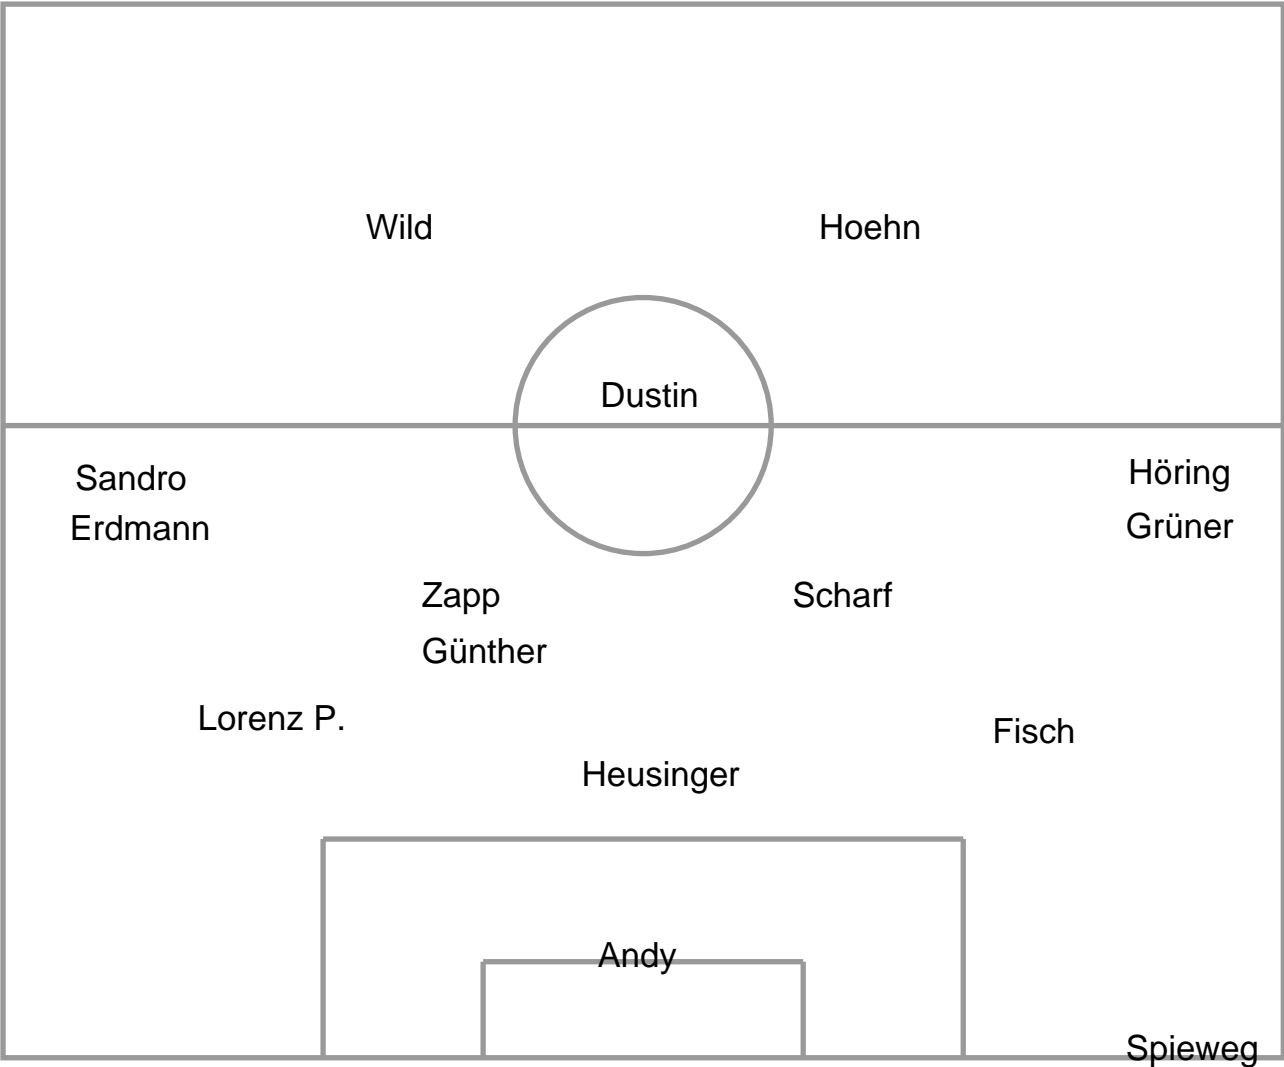 Wild
Hoehn
Dustin
Sandro
Erdmann
Höring
Grüner
Zapp
Günther
Scharf
Lorenz P.
Fisch
Heusinger
Andy
Spieweg